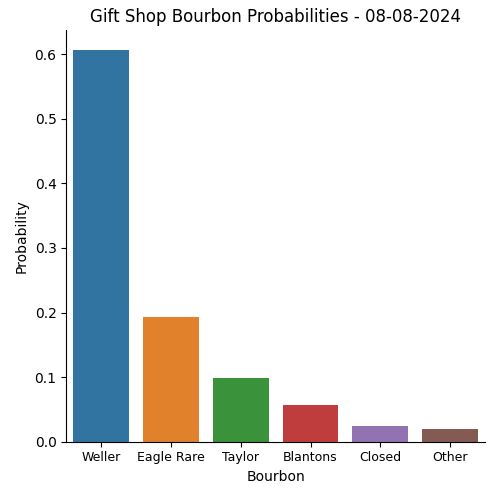 Gift Shop Bourbon Probabilities - 08-08-2024
0.6
0.5
0.4
0.3
0.2
0.1
0.0
Probability
Weller Eagle Rare Taylor Blantons Closed Other
Bourbon